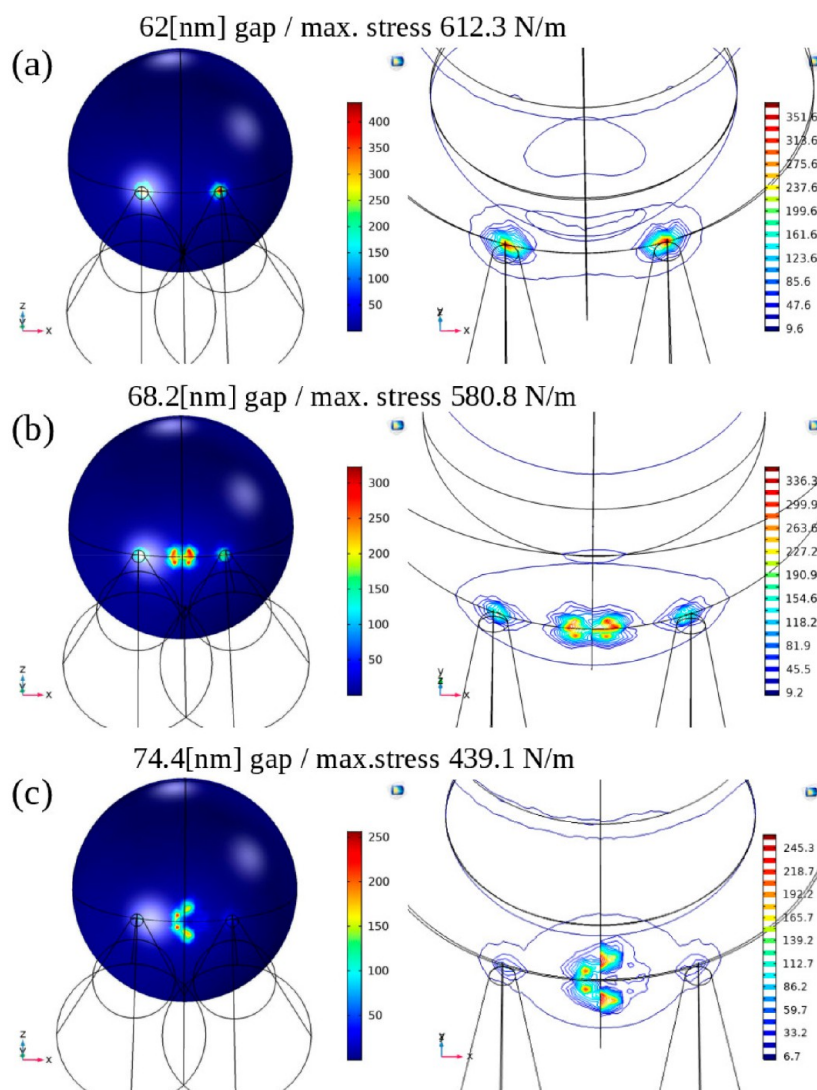 62[nm] gap / max. stress 612.3 N/m
(a)
400
350
300
250
200
150
100
50
z
y
x
351.6
313.6
275.6
237.6
199.6
161.6
123.6
85.6
47.6
9.6
x
68.2[nm] gap / max. stress 580.8 N/m
(b)
300
250
200
150
100
50
z
y
x
336.3
299.9
263.6
227.2
190.9
154.6
118.2
81.9
45.5
9.2
y
z
x
74.4[nm] gap / max.stress 439.1 N/m
(c)
250
200
150
100
50
z
y
x
245.3
218.7
192.2
165.7
139.2
112.7
86.2
59.7
33.2
6.7
x